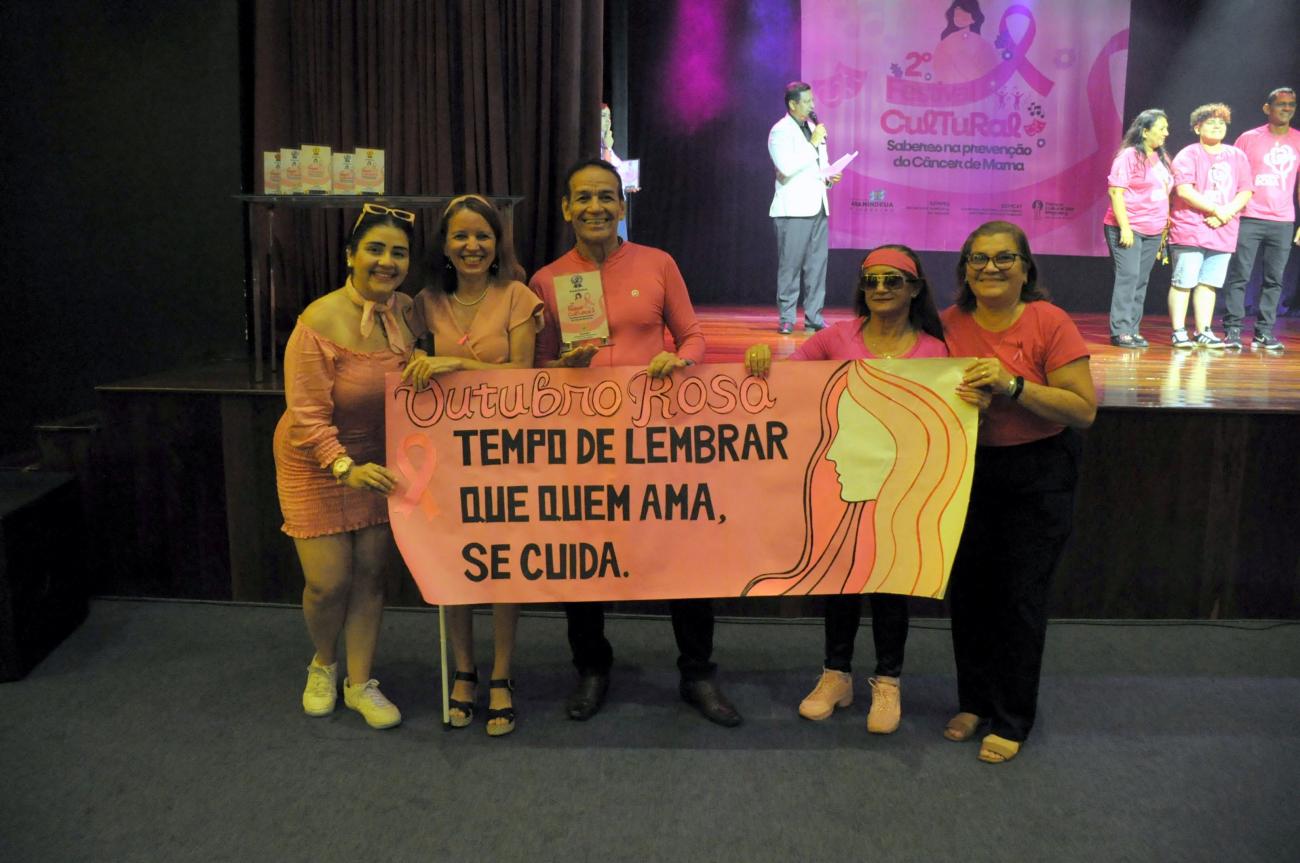 2º
Festival
CulTuRal
Saberes na prevenção
do Câncer de Mama
ANANINDEUA
Outubro Rosa
TEMPO DE LEMBRAR
QUE QUEM AMA,
SE CUIDA.